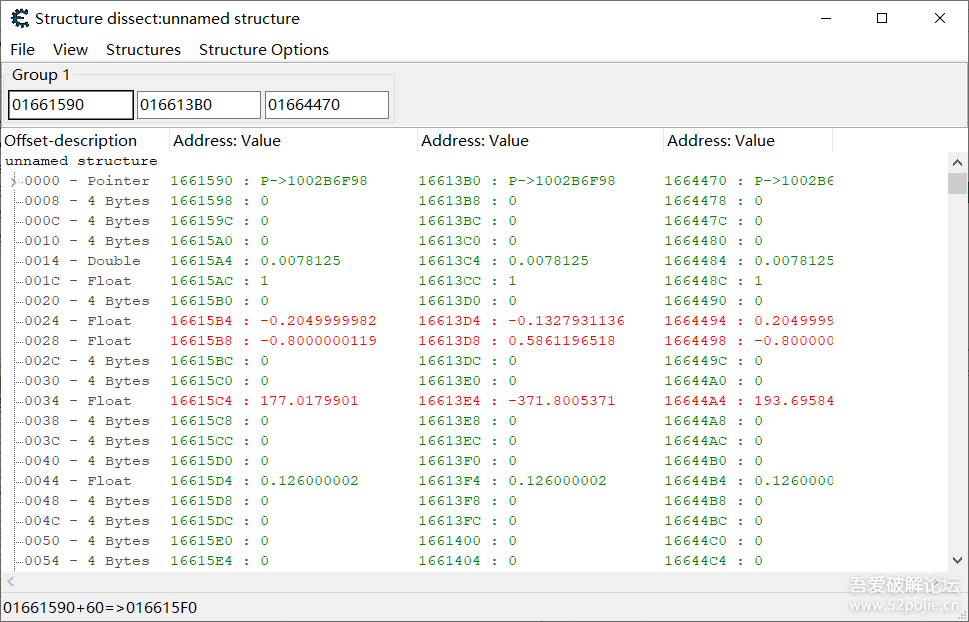 Structure dissect:unnamed structure
File View Structures Structure Options
Group 1
01661590 016613B0 01664470
Offset-description Address: Value Address: Value Address: Value
unnamed structure
0000 - Pointer 1661590 : P->1002B6F98 16613B0 : P->1002B6F98 1664470 : P->1002B6
0008 - 4 Bytes 1661598 : 0 16613B8 : 0 1664478 : 0
000C - 4 Bytes 166159C : 0 16613BC : 0 166447C : 0
0010 - 4 Bytes 16615A0 : 0 16613C0 : 0 1664480 : 0
0014 - Double 16615A4 : 0.0078125 16613C4 : 0.0078125 1664484 : 0.0078125
001C - Float 16615AC : 1 16613CC : 1 166448C : 1
0020 - 4 Bytes 16615B0 : 0 16613D0 : 0 1664490 : 0
0024 - Float 16615B4 : -0.2049999982 16613D4 : -0.1327931136 1664494 : 0.2049999
0028 - Float 16615B8 : -0.8000000119 16613D8 : 0.5861196518 1664498 : -0.800000
002C - 4 Bytes 16615BC : 0 16613DC : 0 166449C : 0
0030 - 4 Bytes 16615C0 : 0 16613E0 : 0 16644A0 : 0
0034 - Float 16615C4 : 177.0179901 16613E4 : -371.8005371 16644A4 : 193.69584
0038 - 4 Bytes 16615C8 : 0 16613E8 : 0 16644A8 : 0
003C - 4 Bytes 16615CC : 0 16613EC : 0 16644AC : 0
0040 - 4 Bytes 16615D0 : 0 16613F0 : 0 16644B0 : 0
0044 - Float 16615D4 : 0.126000002 16613F4 : 0.126000002 16644B4 : 0.1260000
0048 - 4 Bytes 16615D8 : 0 16613F8 : 0 16644B8 : 0
004C - 4 Bytes 16615DC : 0 16613FC : 0 16644BC : 0
0050 - 4 Bytes 16615E0 : 0 1661400 : 0 16644C0 : 0
0054 - 4 Bytes 16615E4 : 0 1661404 : 0 16644C4 : 0
吾爱破解论坛
www.52pojie.cn
01661590+60=>016615F0